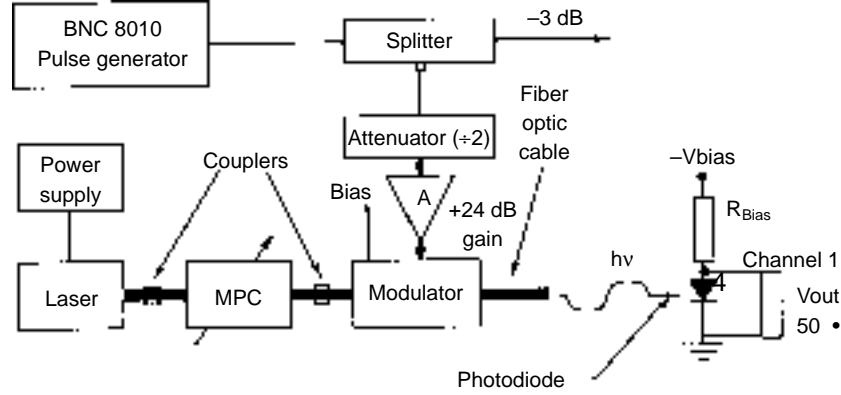 BNC 8010
Pulse generator
Splitter
–3 dB
Attenuator (÷2)
Fiber
optic
cable
Power
supply
Couplers
Bias
A
+24 dB
gain
–Vbias
RBias
hν
Channel 1
Laser
MPC
Modulator
4
Vout
50 •
Photodiode